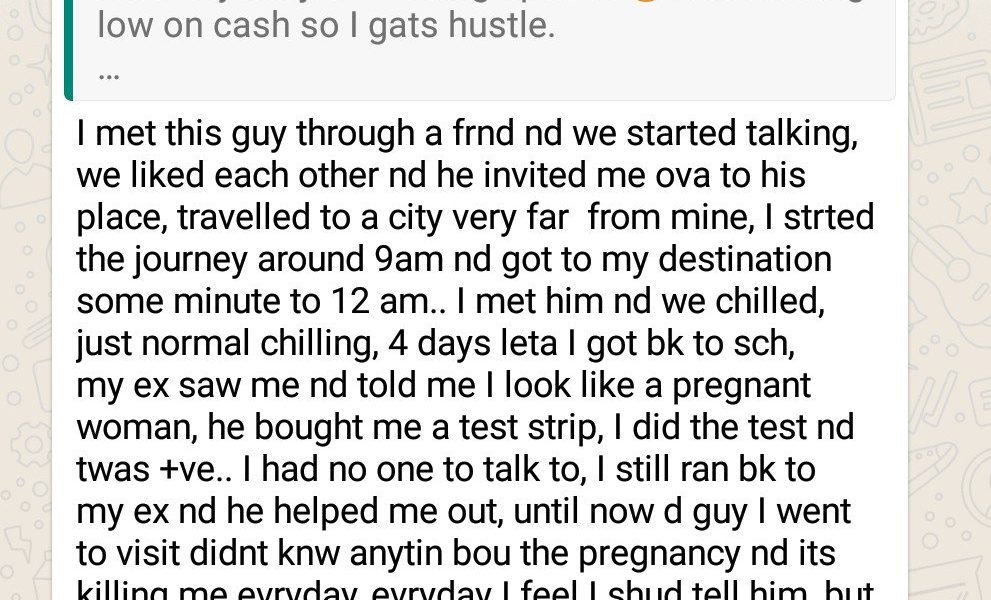 low on cash so I gats hustle.
...
I met this guy through a frnd nd we started talking,
we liked each other nd he invited me ova to his
place, travelled to a city very far from mine, I strted
the journey around 9am nd got to my destination
some minute to 12 am.. I met him nd we chilled,
just normal chilling, 4 days leta I got bk to sch,
my ex saw me nd told me I look like a pregnant
woman, he bought me a test strip, I did the test nd
twas +ve.. I had no one to talk to, I still ran bk to
my ex nd he helped me out, until now d guy I went
to visit didnt knw anytin bou the pregnancy nd its
killing me evryday, evryday I feel I shud tell him, but